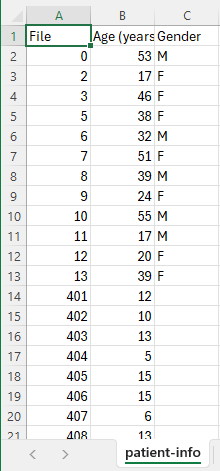 A B C
1 File Age (years Gender
2 0 53 M
3 2 17 F
4 3 46 F
5 5 38 F
6 6 32 M
7 7 51 F
8 8 39 M
9 9 24 F
10 10 55 M
11 11 17 M
12 12 20 F
13 13 39 F
14 401 12
15 402 10
16 403 13
17 404 5
18 405 15
19 406 15
20 407 6
21 408 13
patient-info